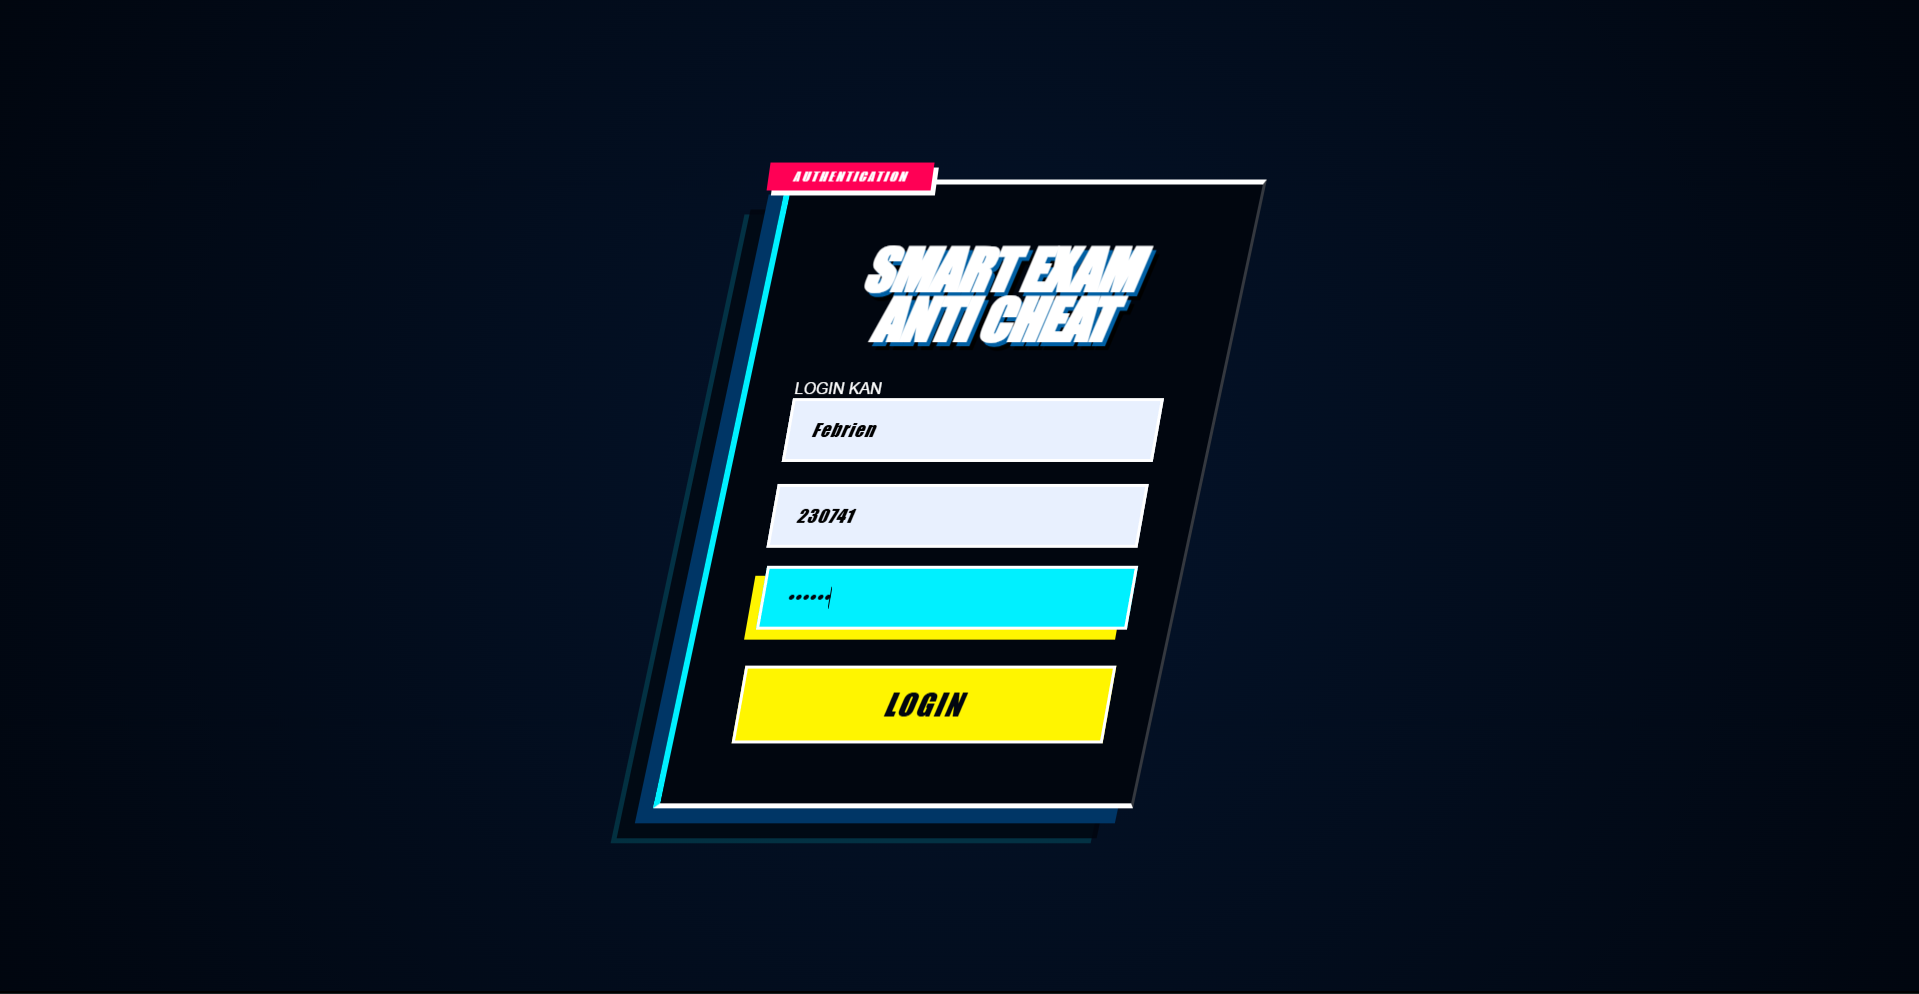 AUTHENTICATION
SMART EXAM
ANTI CHEAT
LOGIN KAN
Febrien
230741
••••••
LOGIN